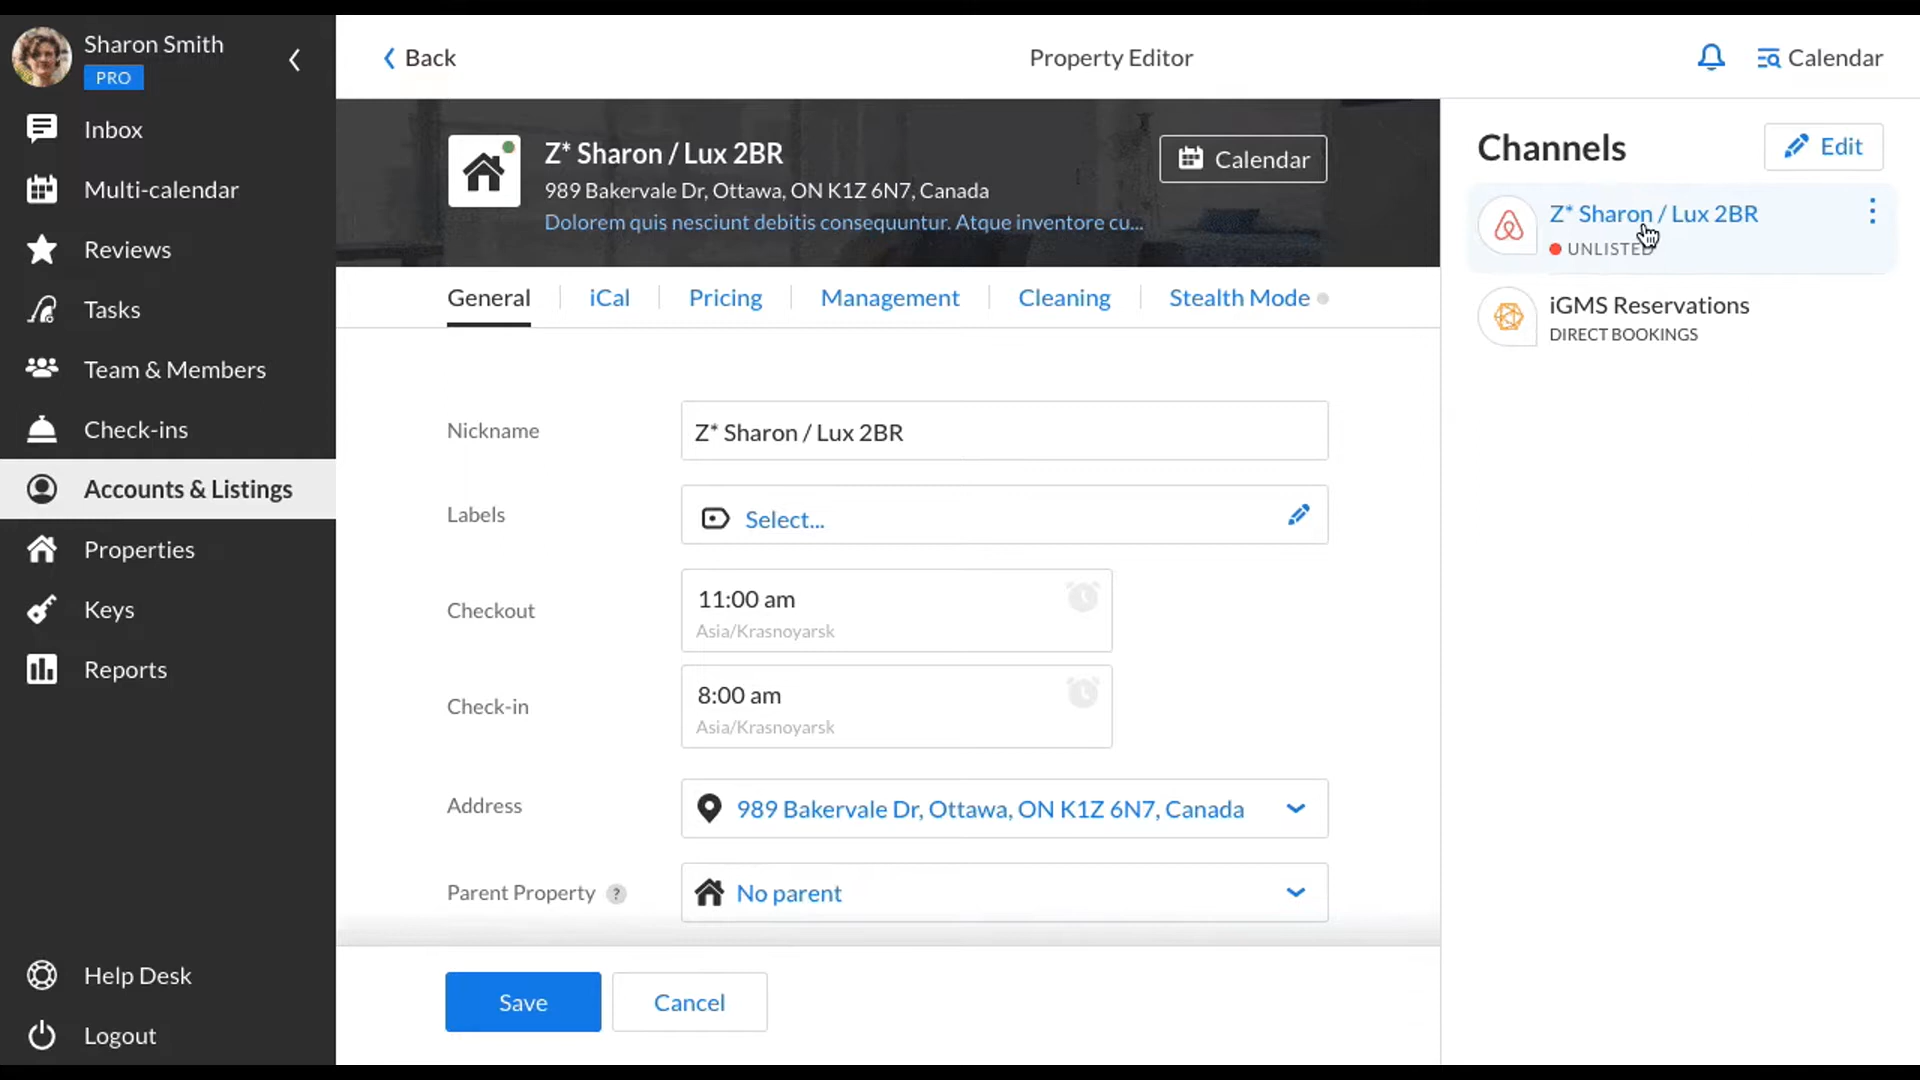 Sharon Smith
PRO
Inbox
Multi-calendar
Reviews
Tasks
Team & Members
Check-ins
Accounts & Listings
Properties
Keys
Reports
Help Desk
Logout
Back
Property Editor
Calendar
Z* Sharon / Lux 2BR
989 Bakervale Dr, Ottawa, ON K1Z 6N7, Canada
Dolorem quis nesciunt debitis consequuntur. Atque inventore cu...
Calendar
General
iCal
Pricing
Management
Cleaning
Stealth Mode
Nickname
Z* Sharon / Lux 2BR
Labels
Select...
Checkout
11:00 am
Asia/Krasnoyarsk
Check-in
8:00 am
Asia/Krasnoyarsk
Address
989 Bakervale Dr, Ottawa, ON K1Z 6N7, Canada
Parent Property ?
No parent
Save
Cancel
Channels
Edit
Z* Sharon / Lux 2BR
UNLISTED
iGMS Reservations
DIRECT BOOKINGS